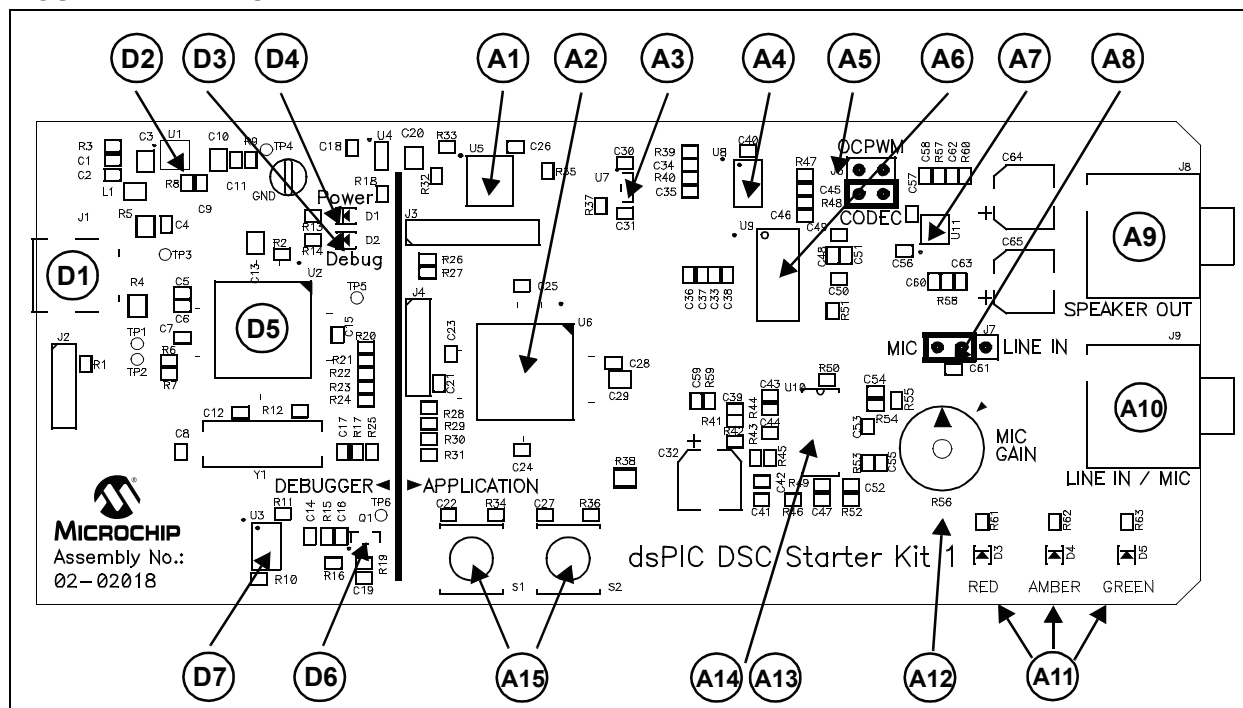 D2 D3 D4 A1 A2 A3 A4 A5 A6 A7 A8
R3 C3 U1 C10 R9 TP4 C18 U4 C20 R33 U5 C26 C30 R39 U8 C40 OCPWM C58 R57 C62 R60 C64 J8
C1 C34 R47 J6
C2 R8 C11 GND R18 R32 R35 U7 R40 C45 C57
L1 C9 Power R37 C35 R48
J1 R5 C4 R13 D1 J3 C31 C46 CODEC U11 C65 A9
R2 R14 D2 U9 C49
TP3 C13 Debug R26 C48 C51 C56
D1 R4 C5 U2 R27 C36 C37 C33 C38 C50 C60 C63
C6 TP5 J4 C25 R51 R58 SPEAKER OUT
J2 TP1 C7 D5 C15 R20 U6 MIC J7 LINE IN J9
R1 TP2 R6 R21 C23 C28 C61
R7 R22 C21 C29 C59 R59 U10 R50
R23 C39 C43 C54 R55 A10
C12 R12 R24 R28 R41 R44 R54
R29 R42 R43 C44 C53 MIC
C8 C17 R17 R25 R30 C32 R45 GAIN
Y1 R31 C24 R38 C42 R49 R53 C55
DEBUGGER APPLICATION C41 R46 C47 R52 C52 R56 LINE IN / MIC
MICROCHIP U3 R11 C14 R15 C16 Q1 TP6 C22 R34 C27 R36 R61 R62 R63
Assembly No.: dsPIC DSC Starter Kit 1 D3 D4 D5
02-02018 R10 R16 R19 C19 S1 S2 RED AMBER GREEN
D7 D6 A15 A14 A13 A12 A11